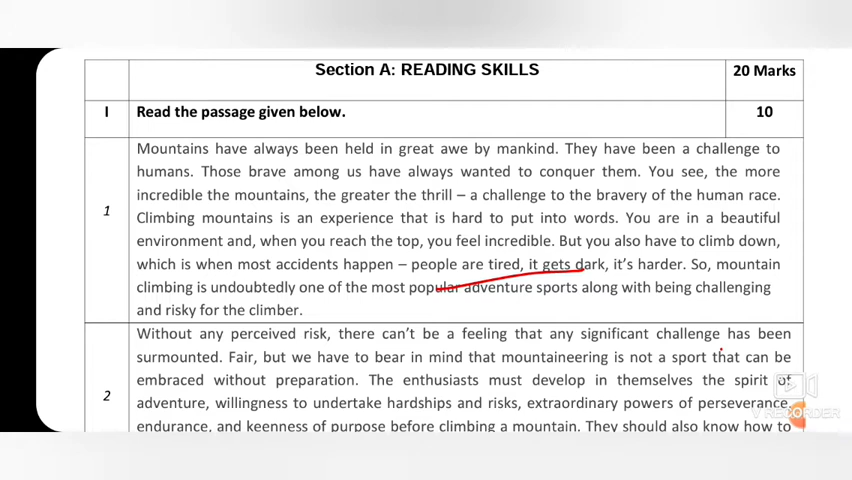 Section A: READING SKILLS
20 Marks
I
Read the passage given below.
10
1
Mountains have always been held in great awe by mankind. They have been a challenge to
humans. Those brave among us have always wanted to conquer them. You see, the more
incredible the mountains, the greater the thrill – a challenge to the bravery of the human race.
Climbing mountains is an experience that is hard to put into words. You are in a beautiful
environment and, when you reach the top, you feel incredible. But you also have to climb down,
which is when most accidents happen – people are tired, it gets dark, it's harder. So, mountain
climbing is undoubtedly one of the most popular adventure sports along with being challenging
and risky for the climber.
2
Without any perceived risk, there can't be a feeling that any significant challenge has been
surmounted. Fair, but we have to bear in mind that mountaineering is not a sport that can be
embraced without preparation. The enthusiasts must develop in themselves the spirit of
adventure, willingness to undertake hardships and risks, extraordinary powers of perseverance,
endurance, and keenness of purpose before climbing a mountain. They should also know how to
V RECORDER